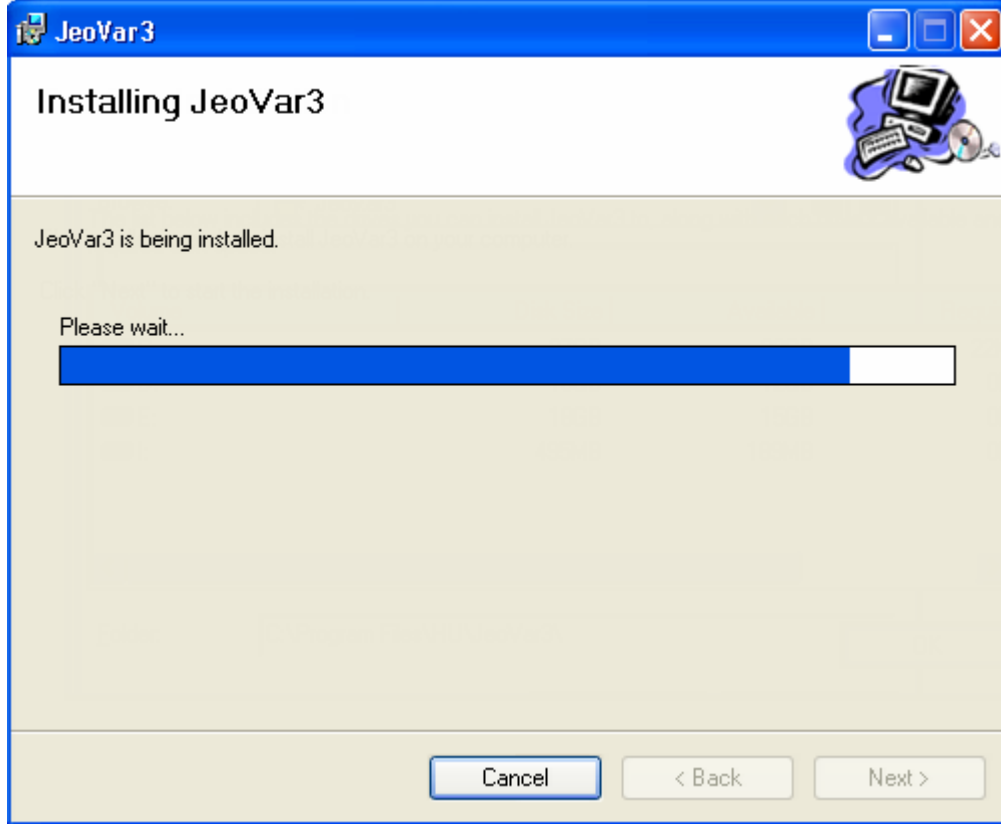 JeoVar3
Installing JeoVar3
JeoVar3 is being installed.
Please wait...
Cancel
< Back
Next >